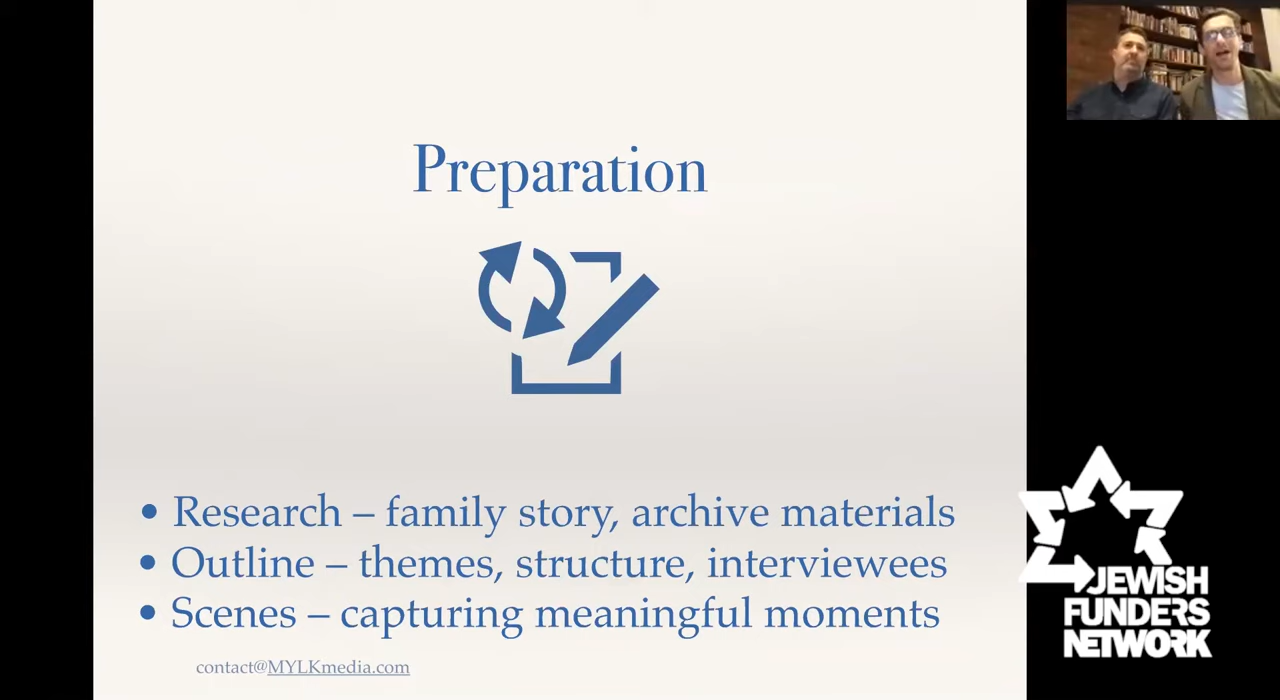 Preparation
• Research – family story, archive materials
• Outline – themes, structure, interviewees
• Scenes – capturing meaningful moments
contact@MYLKmedia.com
JEWISH
FUNDERS
NETWORK